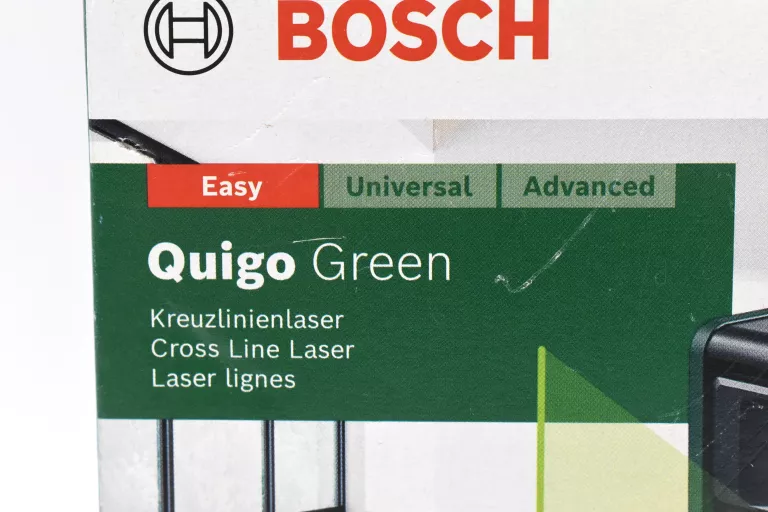 BOSCH
Easy Universal Advanced
Quigo Green
Kreuzlinienlaser
Cross Line Laser
Laser lignes